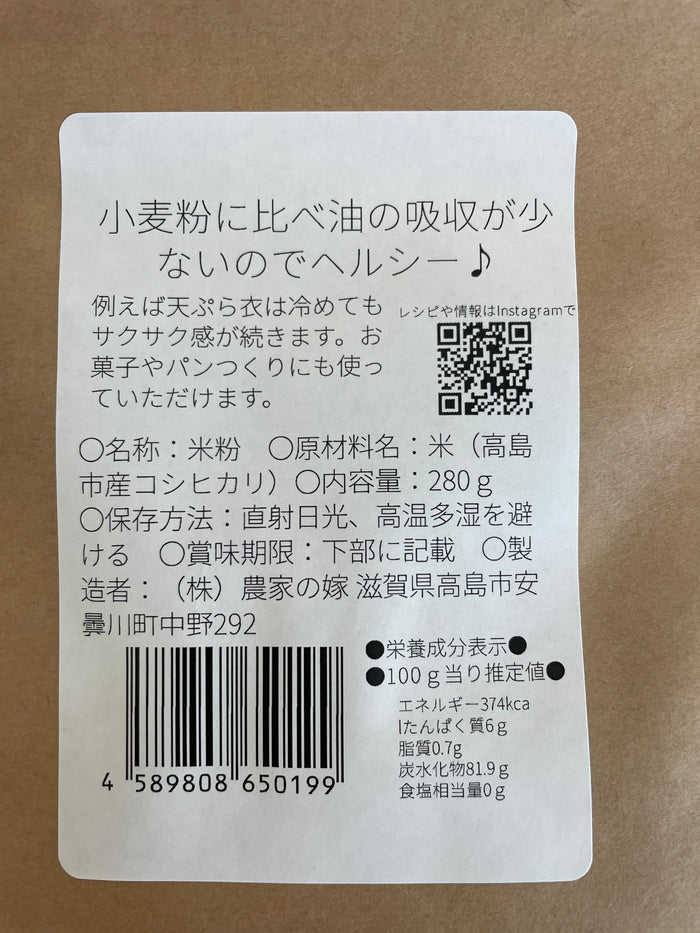 小麦粉に比べ油の吸収が少
ないのでヘルシー♪
例えば天ぷら衣は冷めても
サクサク感が続きます。お
菓子やパンつくりにも使っ
ていただけます。
レシピや情報はInstagramで
〇名称：米粉　〇原材料名：米（高島
市産コシヒカリ）〇内容量：280ｇ
〇保存方法：直射日光、高温多湿を避
ける　〇賞味期限：下部に記載　〇製
造者：（株）農家の嫁 滋賀県高島市安
曇川町中野292
4 589808 650199
●栄養成分表示●
●100ｇ当り推定値●
エネルギー374kca
lたんぱく質6ｇ
脂質0.7g
炭水化物81.9ｇ
食塩相当量0ｇ